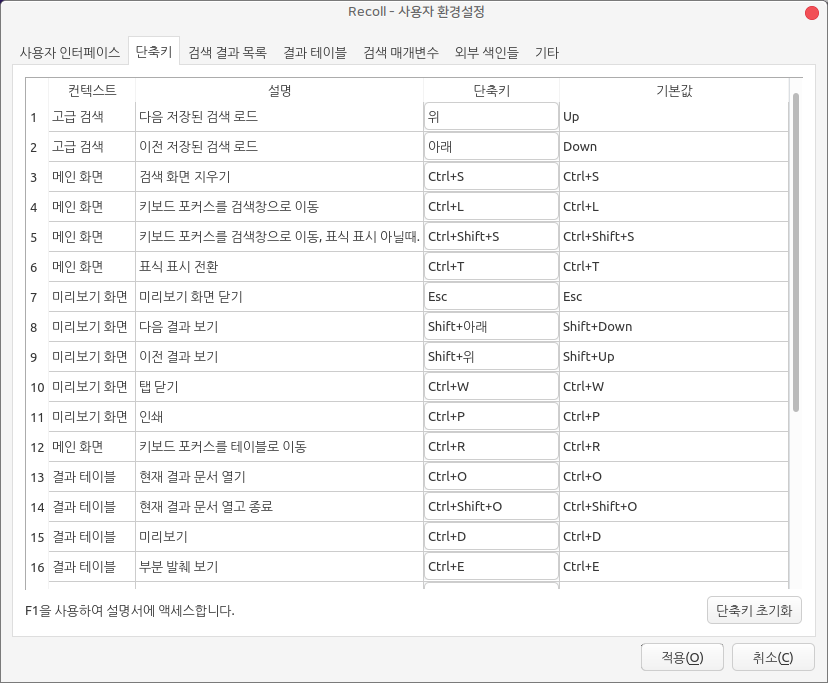 Recoll - 사용자 환경설정
사용자 인터페이스 단축키 검색 결과 목록 결과 테이블 검색 매개변수 외부 색인들 기타
컨텍스트 설명 단축키 기본값
1 고급 검색 다음 저장된 검색 로드 위 Up
2 고급 검색 이전 저장된 검색 로드 아래 Down
3 메인 화면 검색 화면 지우기 Ctrl+S Ctrl+S
4 메인 화면 키보드 포커스를 검색창으로 이동 Ctrl+L Ctrl+L
5 메인 화면 키보드 포커스를 검색창으로 이동, 표식 표시 아닐때. Ctrl+Shift+S Ctrl+Shift+S
6 메인 화면 표식 표시 전환 Ctrl+T Ctrl+T
7 미리보기 화면 미리보기 화면 닫기 Esc Esc
8 미리보기 화면 다음 결과 보기 Shift+아래 Shift+Down
9 미리보기 화면 이전 결과 보기 Shift+위 Shift+Up
10 미리보기 화면 탭 닫기 Ctrl+W Ctrl+W
11 미리보기 화면 인쇄 Ctrl+P Ctrl+P
12 메인 화면 키보드 포커스를 테이블로 이동 Ctrl+R Ctrl+R
13 결과 테이블 현재 결과 문서 열기 Ctrl+O Ctrl+O
14 결과 테이블 현재 결과 문서 열고 종료 Ctrl+Shift+O Ctrl+Shift+O
15 결과 테이블 미리보기 Ctrl+D Ctrl+D
16 결과 테이블 부분 발췌 보기 Ctrl+E Ctrl+E
F1을 사용하여 설명서에 액세스합니다. 단축키 초기화
적용(O) 취소(C)